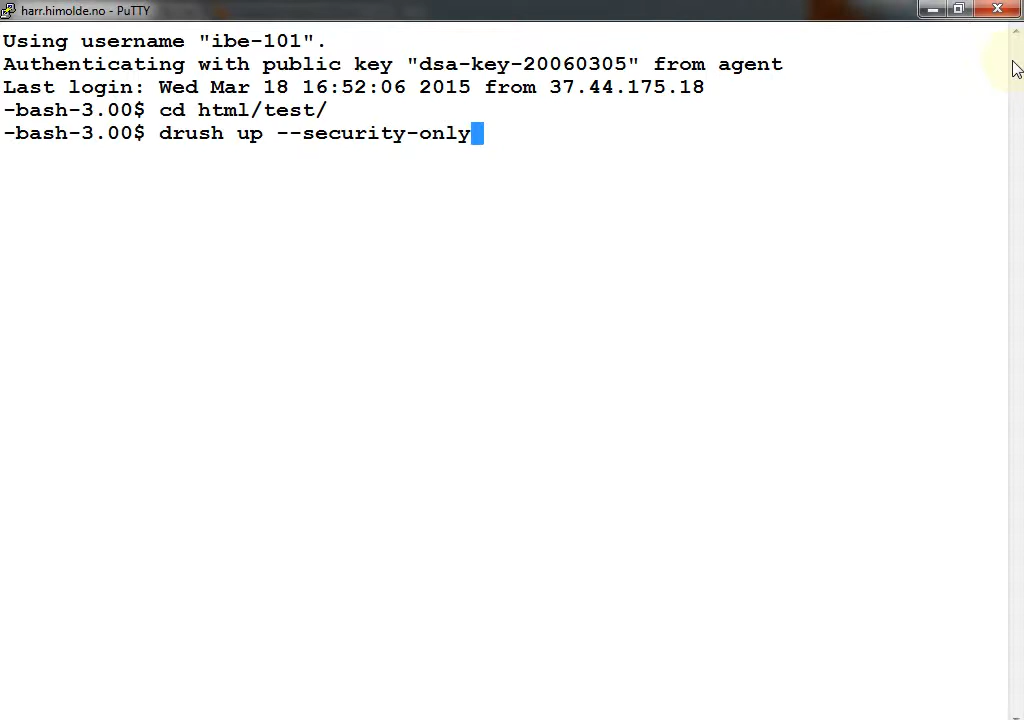 harr.himolde.no - PuTTY
Using username "ibe-101".
Authenticating with public key "dsa-key-20060305" from agent
Last login: Wed Mar 18 16:52:06 2015 from 37.44.175.18
-bash-3.00$ cd html/test/
-bash-3.00$ drush up --security-only